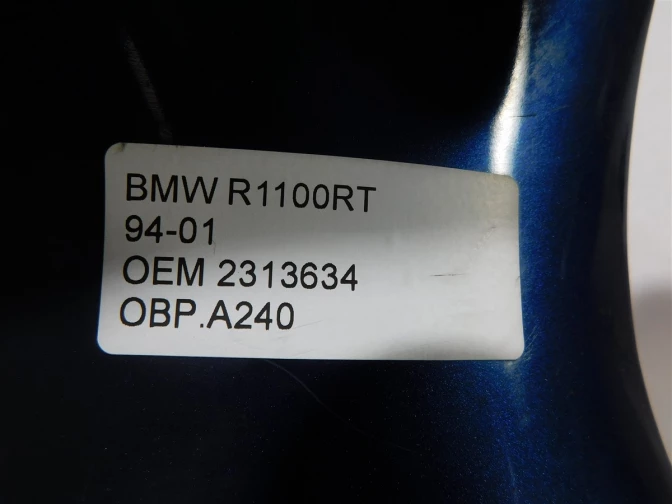 BMW R1100RT
94-01
OEM 2313634
OBP.A240